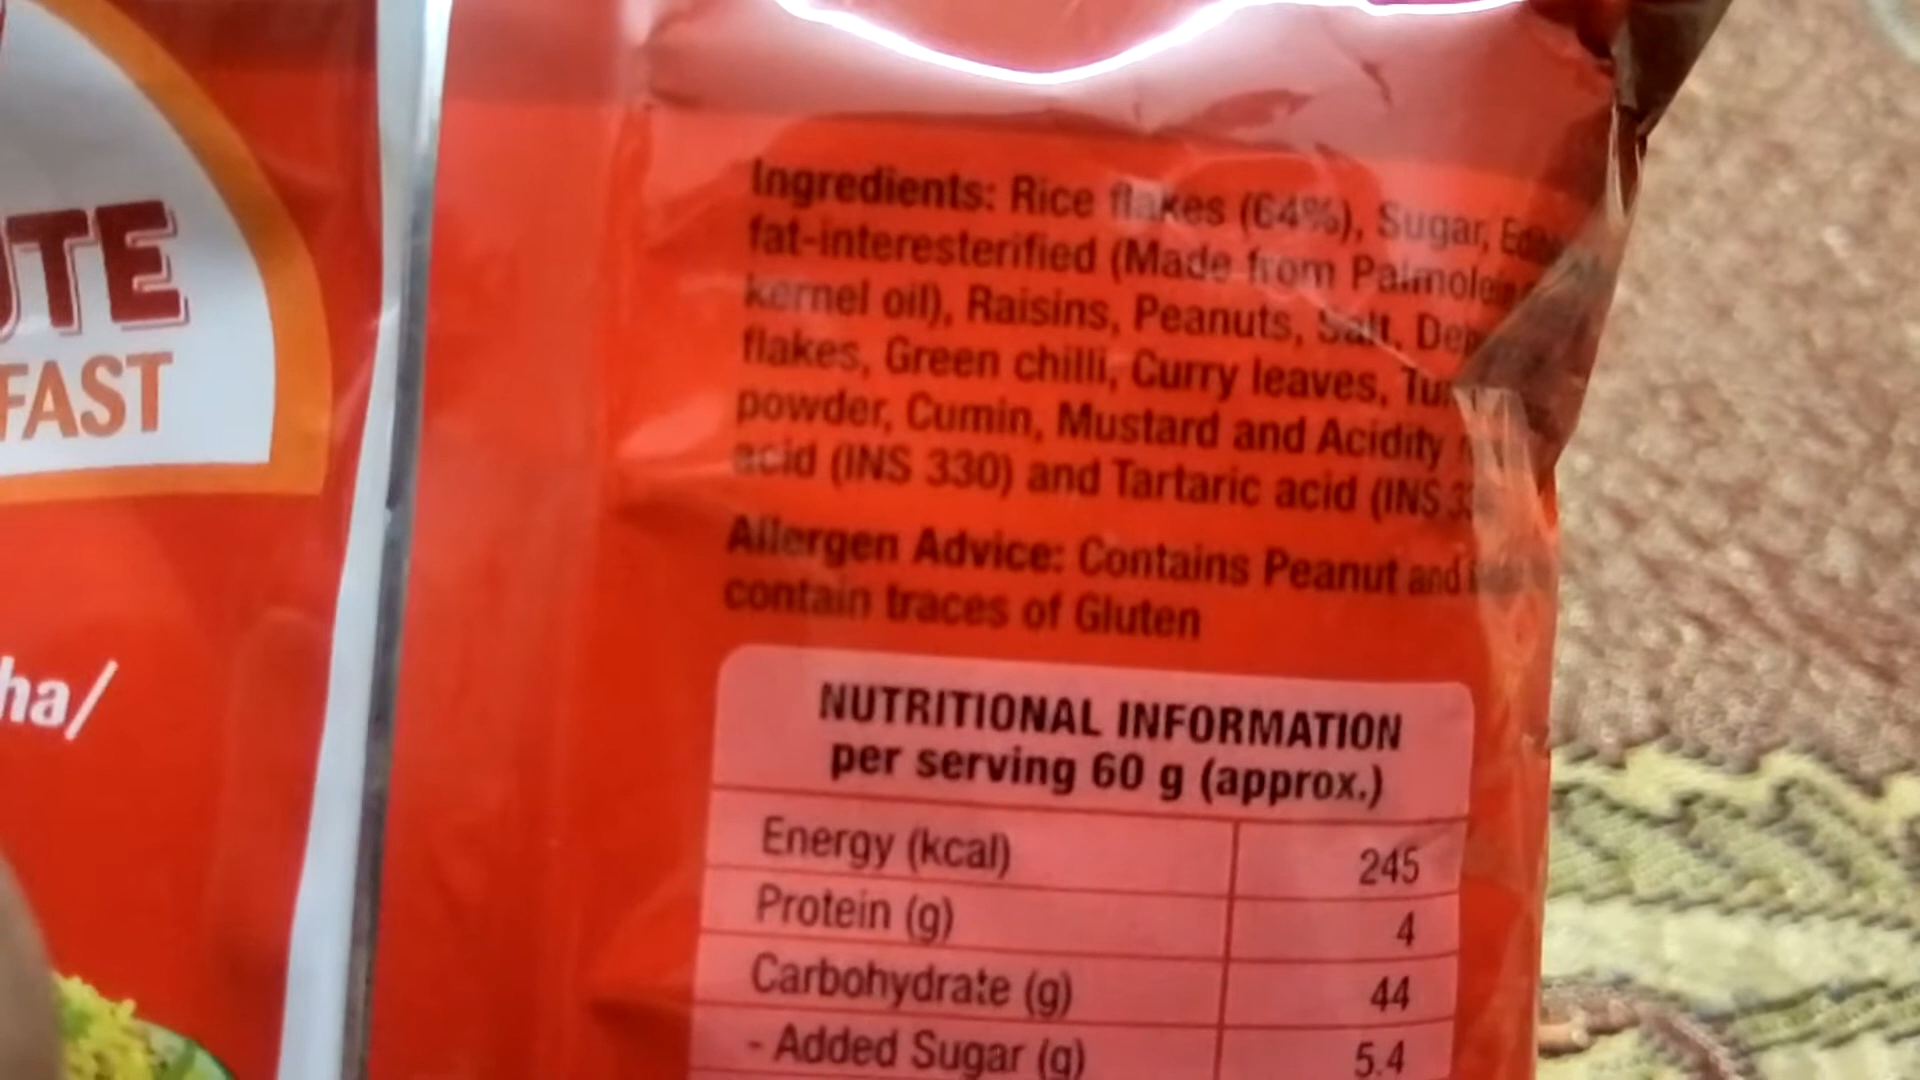 UTE
FAST
ha/
Ingredients: Rice flakes (64%), Sugar,
fat-interesterified (Made from Palmolein
kernel oil), Raisins, Peanuts, Salt,
flakes, Green chilli, Curry leaves,
powder, Cumin, Mustard and Acidity
acid (INS 330) and Tartaric acid (INS
Allergen Advice: Contains Peanut and
contain traces of Gluten
NUTRITIONAL INFORMATION
per serving 60 g (approx.)
Energy (kcal) 245
Protein (g) 4
Carbohydrate (g) 44
- Added Sugar (g) 5.4